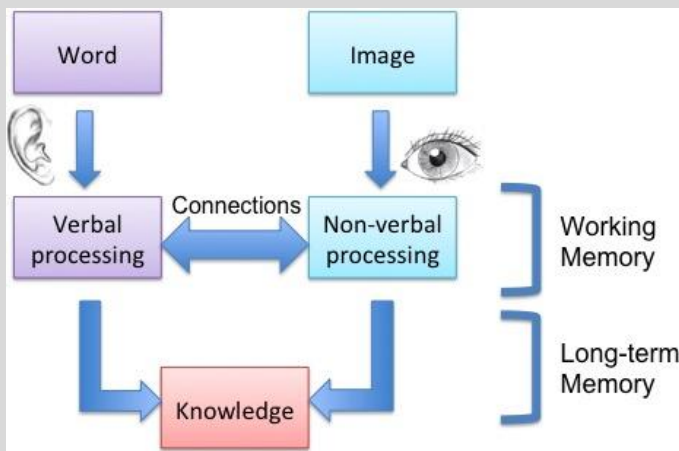 Word
Image
Connections
Verbal
processing
Non-verbal
processing
Working
Memory
Knowledge
Long-term
Memory